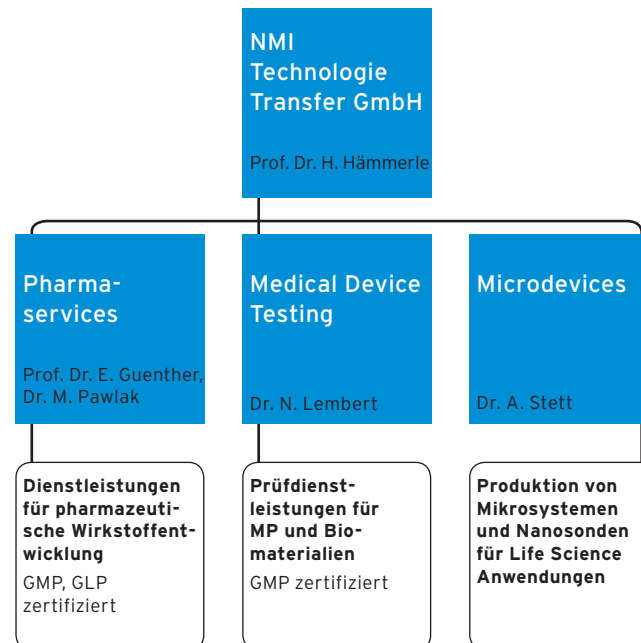 NMI
Technologie
Transfer GmbH
Prof. Dr. H. Hämmerle
Pharma-
services
Prof. Dr. E. Guenther,
Dr. M. Pawlak
Medical Device
Testing
Dr. N. Lembert
Microdevices
Dr. A. Stett
Dienstleistungen
für pharmazeuti-
sche Wirkstoffent-
wicklung
GMP, GLP
zertifiziert
Prüfdienst-
leistungen für
MP und Bio-
materialien
GMP zertifiziert
Produktion von
Mikrosystemen
und Nanosonden
für Life Science
Anwendungen